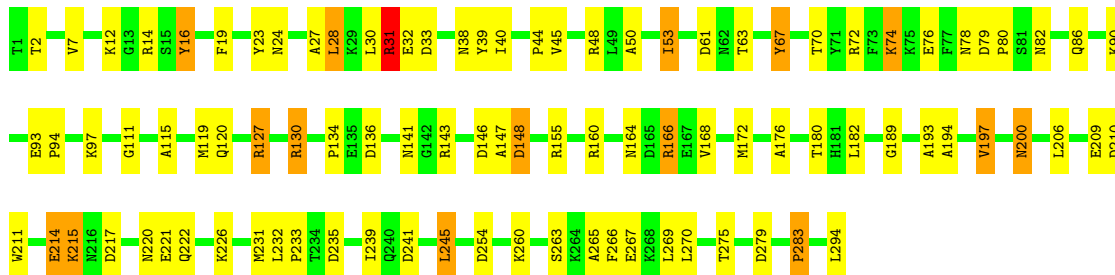 T1 T2 V7 K12 G13 R14 S15 Y16 F19 Y23 N24 A27 L28 K29 L30 R31 E32 D33 N38 Y39 I40 P44 V45 R48 L49 A50 I53 D61 N62 T63 Y67 T70 Y71 R72 F73 K74 K75 E76 F77 N78 D79 P80 S81 N82 Q86
E93 P94 K97 G111 A115 M119 Q120 R127 R130 P134 E135 D136 N141 G142 R143 D146 A147 D148 R155 R160 N164 D165 R166 E167 V168 M172 A176 T180 H181 L182 G189 A193 A194 V197 N200 L206 E209
W211 E214 K215 N216 D217 N220 E221 Q222 K226 M231 L232 P233 T234 D235 I239 Q240 D241 L245 D254 K260 S263 K264 A265 F266 E267 K268 L269 L270 T275 D279 P283 L294